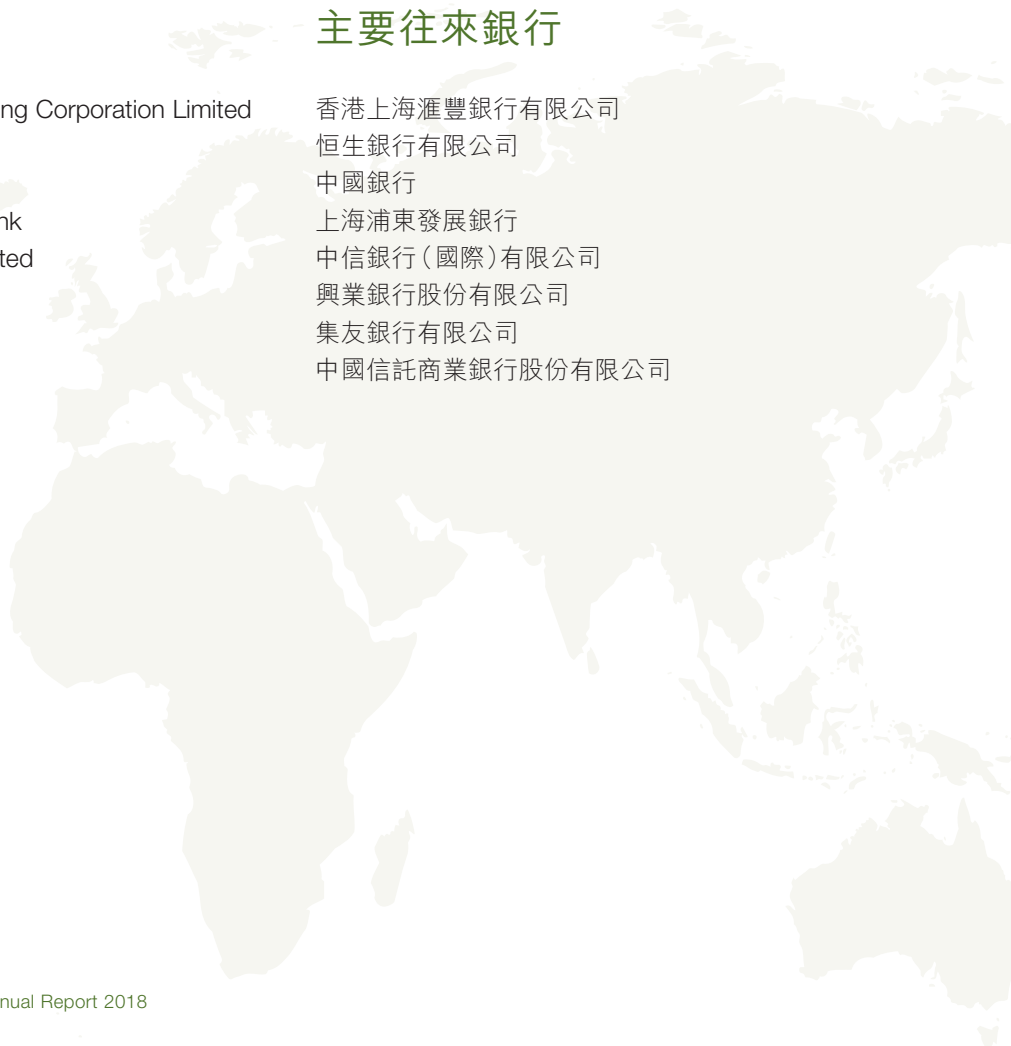 主要往來銀行
ng Corporation Limited
香港上海滙豐銀行有限公司
恒生銀行有限公司
中國銀行
nk
上海浦東發展銀行
ted
中信銀行(國際)有限公司
興業銀行股份有限公司
集友銀行有限公司
中國信託商業銀行股份有限公司
nual Report 2018